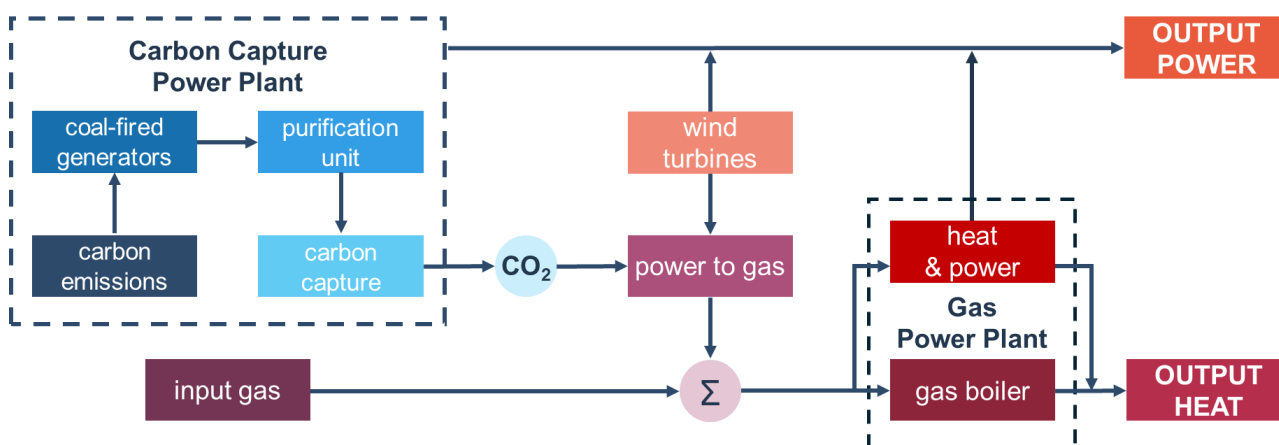 Carbon Capture
Power Plant
OUTPUT
POWER
coal-fired
generators
purification
unit
wind
turbines
carbon
emissions
carbon
capture
CO₂
power to gas
heat
& power
Gas
Power Plant
input gas
Σ
gas boiler
OUTPUT
HEAT